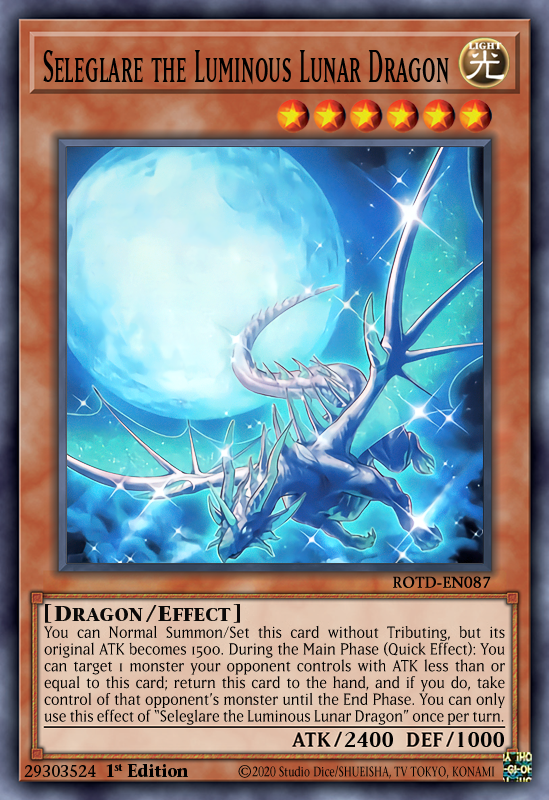 SELEGLARE THE LUMINOUS LUNAR DRAGON
LIGHT
光
ROTD-EN087
[DRAGON/EFFECT]
You can Normal Summon/Set this card without Tributing, but its
original ATK becomes 1500. During the Main Phase (Quick Effect): You
can target 1 monster your opponent controls with ATK less than or
equal to this card; return this card to the hand, and if you do, take
control of that opponent's monster until the End Phase. You can only
use this effect of "Seleglare the Luminous Lunar Dragon" once per turn.
ATK/2400 DEF/1000
29303524 1st Edition ©2020 Studio Dice/SHUEISHA, TV TOKYO, KONAMI